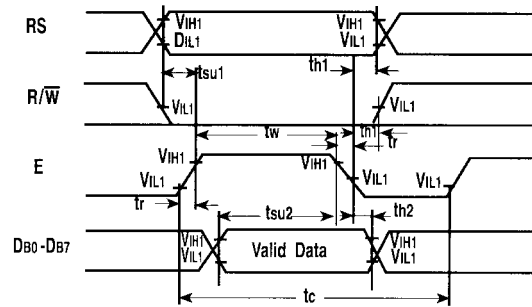 RS VIH1 DIL1 VIH1 VIL1
tsu1 th1
R/W VIL1 VIL1
tw th1 tr
E VIH1 VIH1
VIL1 VIL1 VIL1
tr tsu2 th2
DB0-DB7 VIH1 VIL1 Valid Data VIH1 VIL1
tc